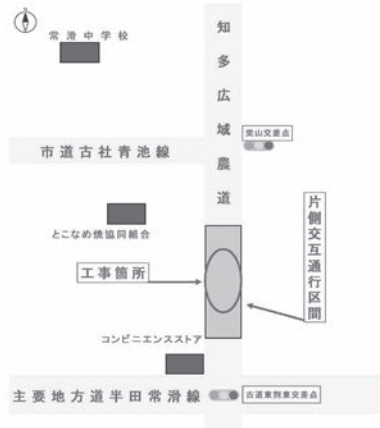 常滑中学校
知多広域農道
栄山交差点
市道古社青池線
とこなめ焼協同組合
工事箇所
片側交互通行区間
コンビニエンスストア
主要地方道半田常滑線
古道東割東交差点